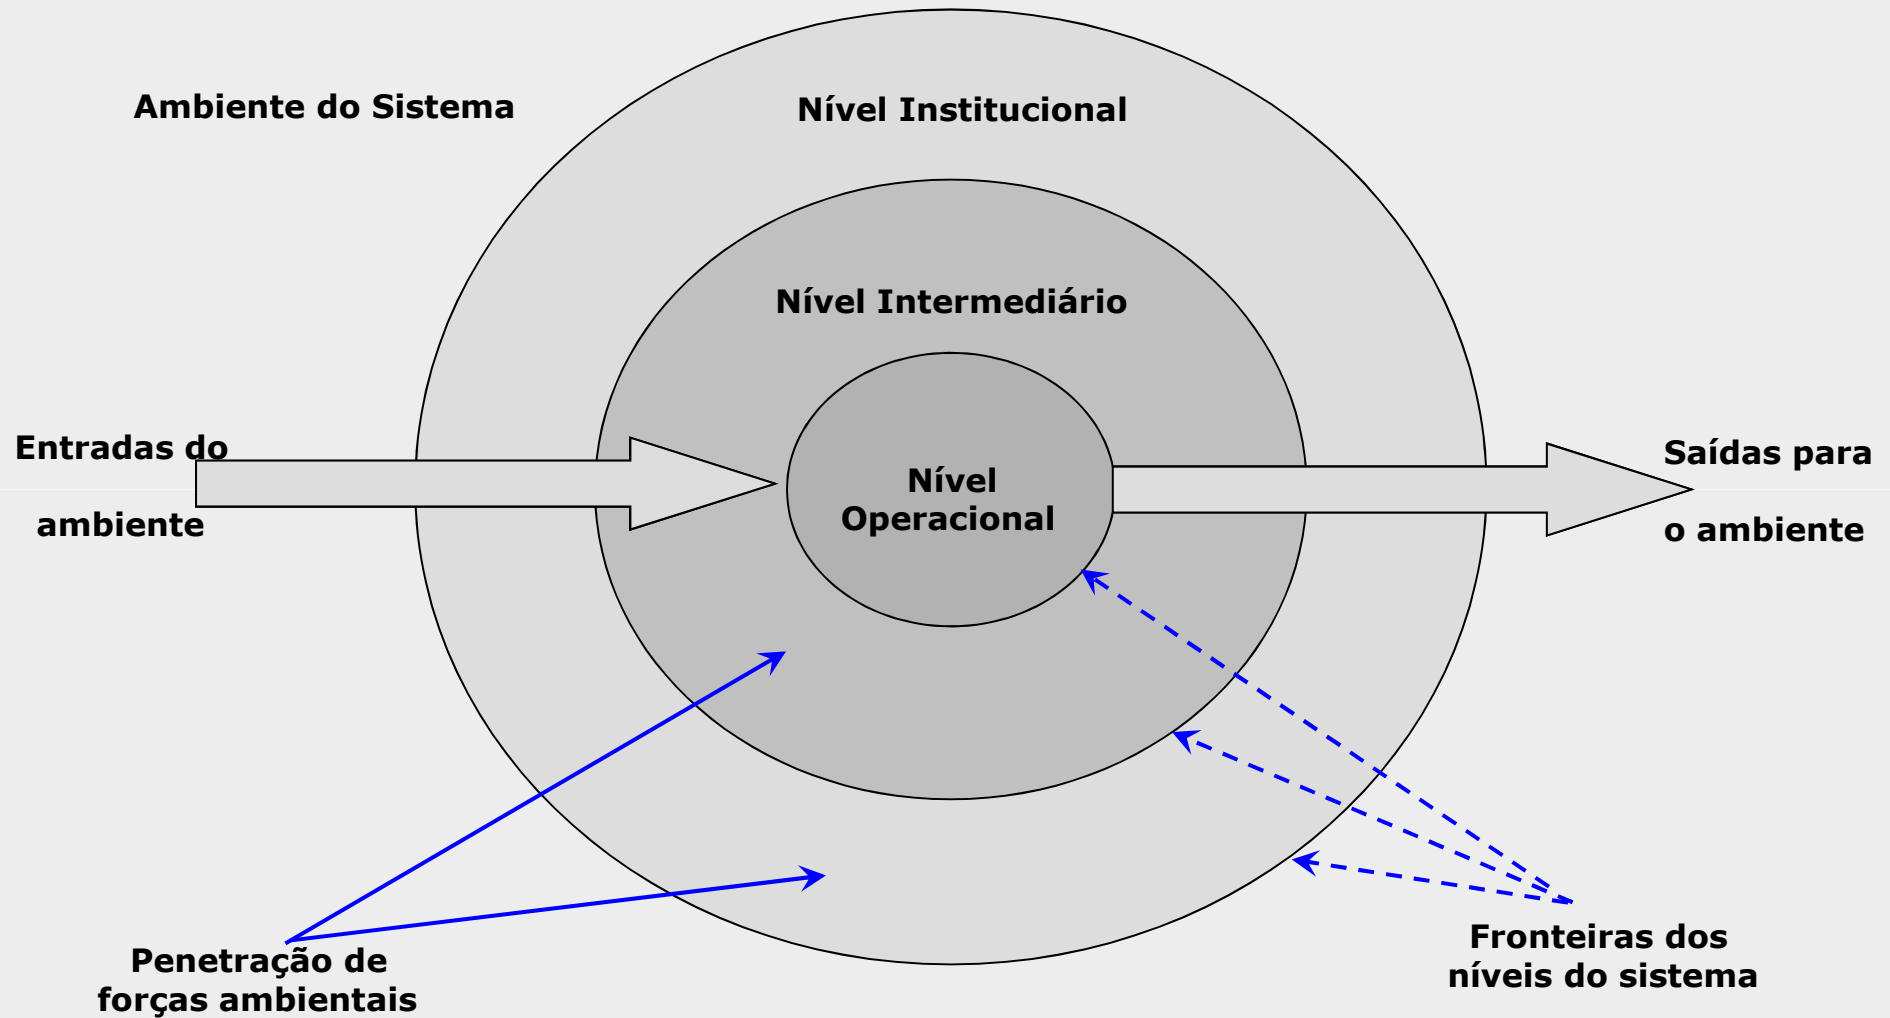 Ambiente do Sistema
Nível Institucional
Nível Intermediário
Entradas do
ambiente
Nível
Operacional
Saídas para
o ambiente
Penetração de
forças ambientais
Fronteiras dos
níveis do sistema